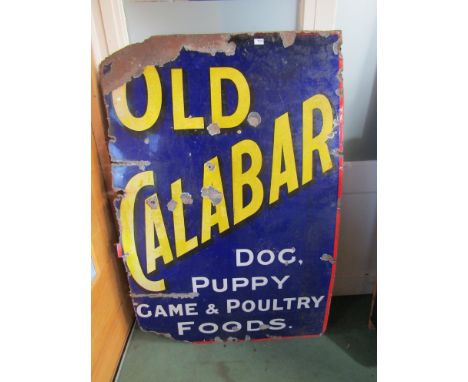 OLD
CALABAR
DOG,
PUPPY
GAME & POULTRY
FOODS.